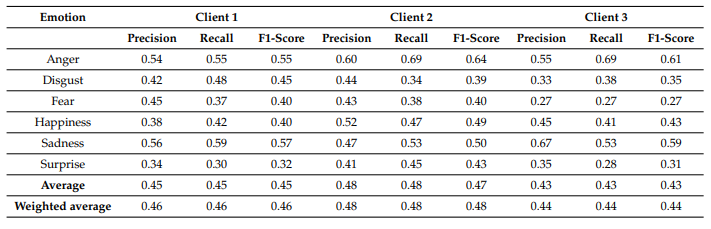 Emotion Client 1 Client 2 Client 3
Precision Recall F1-Score Precision Recall F1-Score Precision Recall F1-Score
Anger 0.54 0.55 0.55 0.60 0.69 0.64 0.55 0.69 0.61
Disgust 0.42 0.48 0.45 0.44 0.34 0.39 0.33 0.38 0.35
Fear 0.45 0.37 0.40 0.43 0.38 0.40 0.27 0.27 0.27
Happiness 0.38 0.42 0.40 0.52 0.47 0.49 0.45 0.41 0.43
Sadness 0.56 0.59 0.57 0.47 0.53 0.50 0.67 0.53 0.59
Surprise 0.34 0.30 0.32 0.41 0.45 0.43 0.35 0.28 0.31
Average 0.45 0.45 0.45 0.48 0.48 0.47 0.43 0.43 0.43
Weighted average 0.46 0.46 0.46 0.48 0.48 0.48 0.44 0.44 0.44